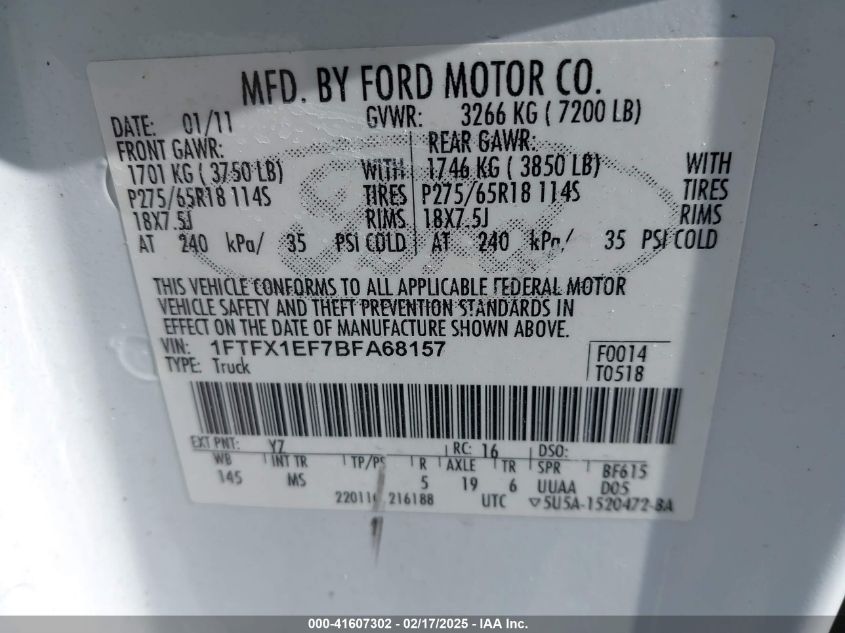 MFD. BY FORD MOTOR CO.
DATE: 01/11 GVWR: 3266 KG ( 7200 LB)
FRONT GAWR: REAR GAWR:
1701 KG ( 3750 LB) WITH 1746 KG ( 3850 LB) WITH
P275/65R18 114S TIRES P275/65R18 114S TIRES
18X7.5J RIMS 18X7.5J RIMS
AT 240 kPa/ 35 PSI COLD AT 240 kPa/ 35 PSI COLD
THIS VEHICLE CONFORMS TO ALL APPLICABLE FEDERAL MOTOR
VEHICLE SAFETY AND THEFT PREVENTION STANDARDS IN
EFFECT ON THE DATE OF MANUFACTURE SHOWN ABOVE.
VIN: 1FTFX1EF7BFA68157 F0014
TYPE: Truck T0518
EXT PNT: YZ RC: 16 DSO:
WB INT TR TP/PS R AXLE TR SPR BF615
145 MS 5 19 6 UUAA D05
220110 216188 UTC ▽5U5A-1520472-BA
000-41607302 - 02/17/2025 - IAA Inc.